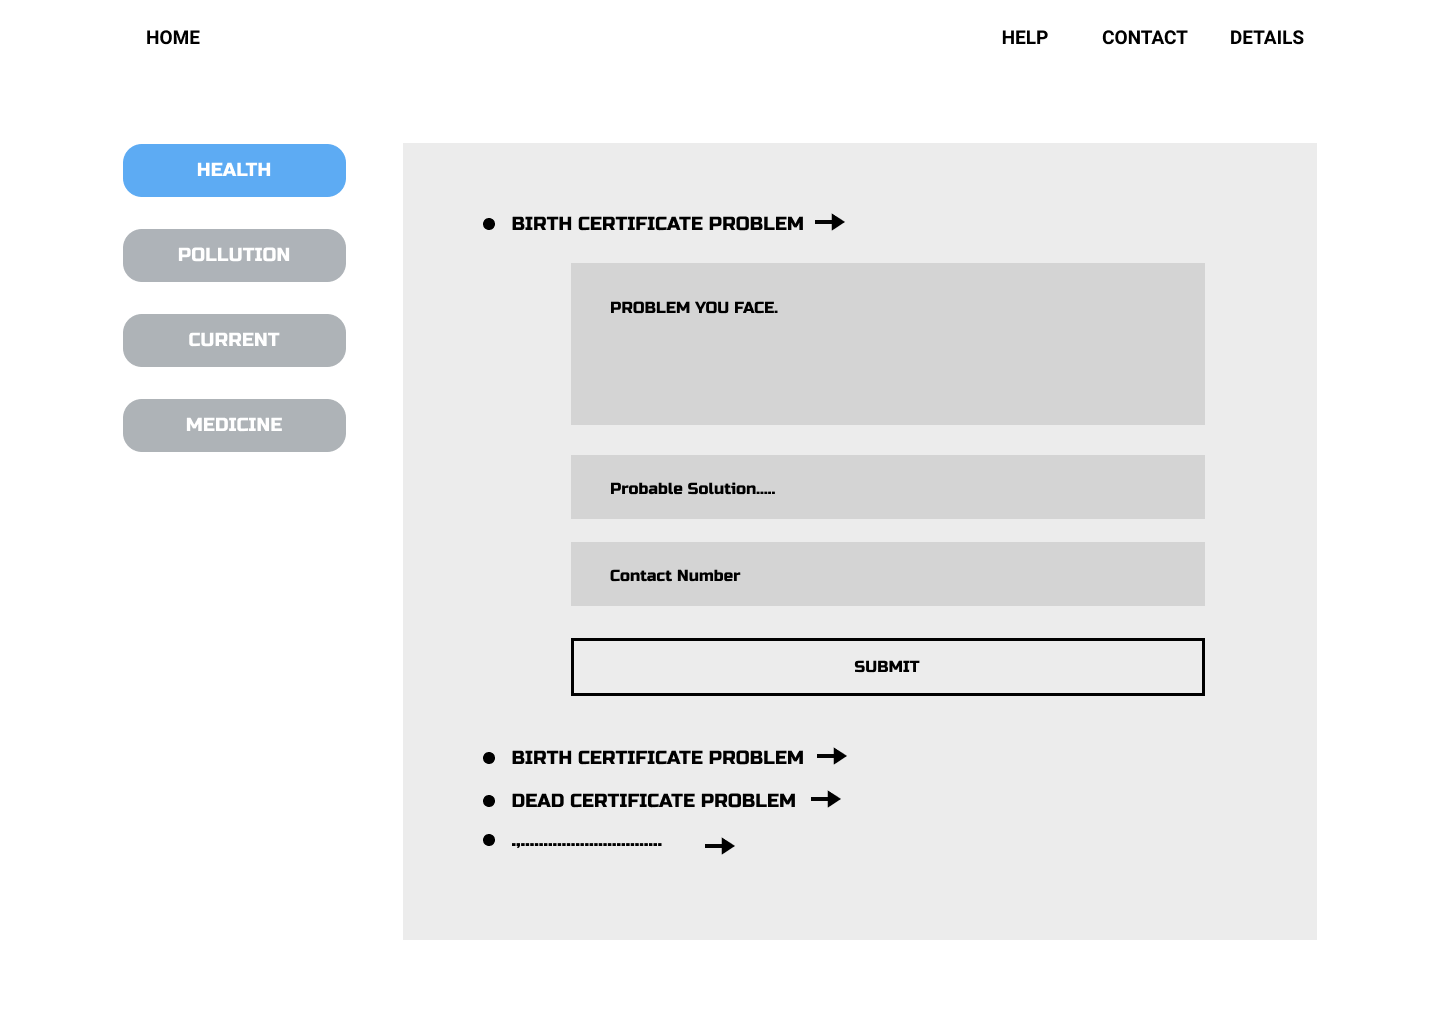 HOME HELP CONTACT DETAILS
HEALTH
POLLUTION
CURRENT
MEDICINE
BIRTH CERTIFICATE PROBLEM
PROBLEM YOU FACE.
Probable Solution.....
Contact Number
SUBMIT
BIRTH CERTIFICATE PROBLEM
DEAD CERTIFICATE PROBLEM
.,................................